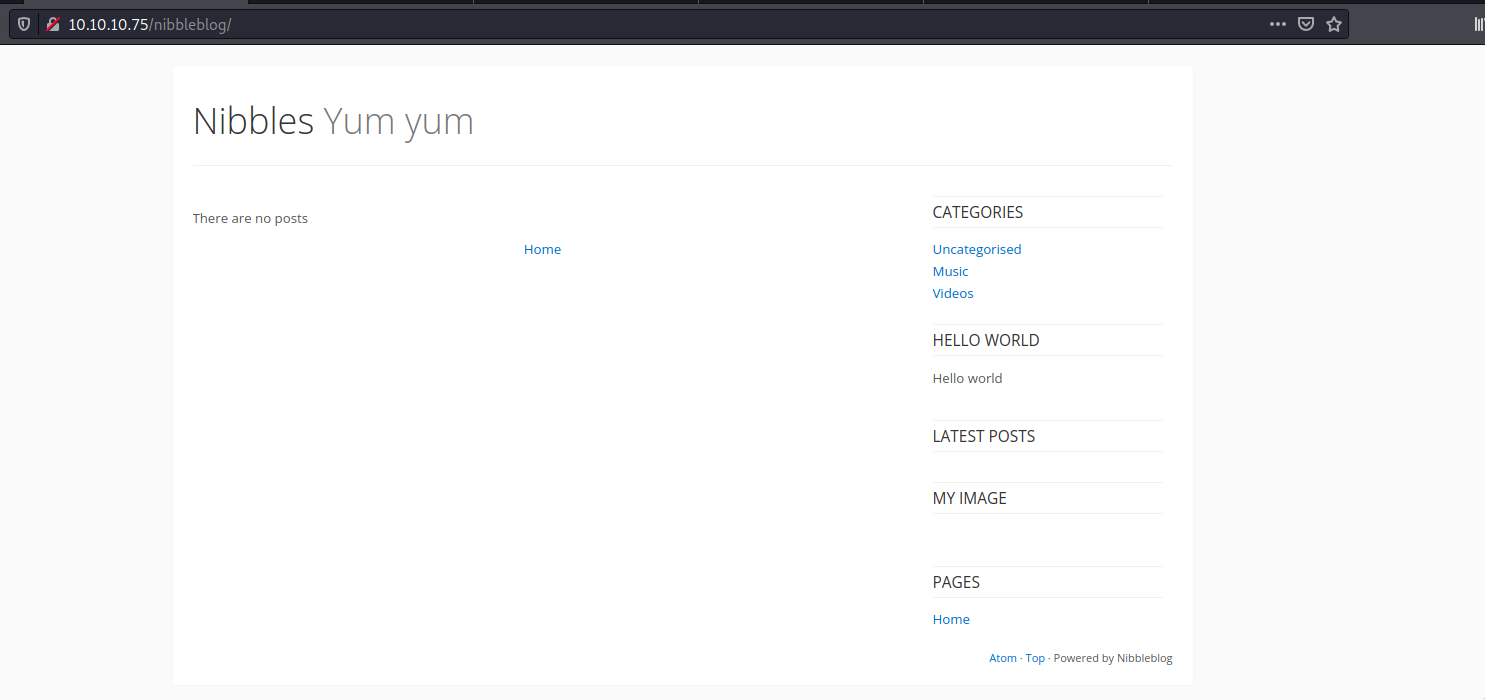 10.10.10.75/nibbleblog/
Nibbles Yum yum
There are no posts
Home
CATEGORIES
Uncategorised
Music
Videos
HELLO WORLD
Hello world
LATEST POSTS
MY IMAGE
PAGES
Home
Atom · Top · Powered by Nibbleblog